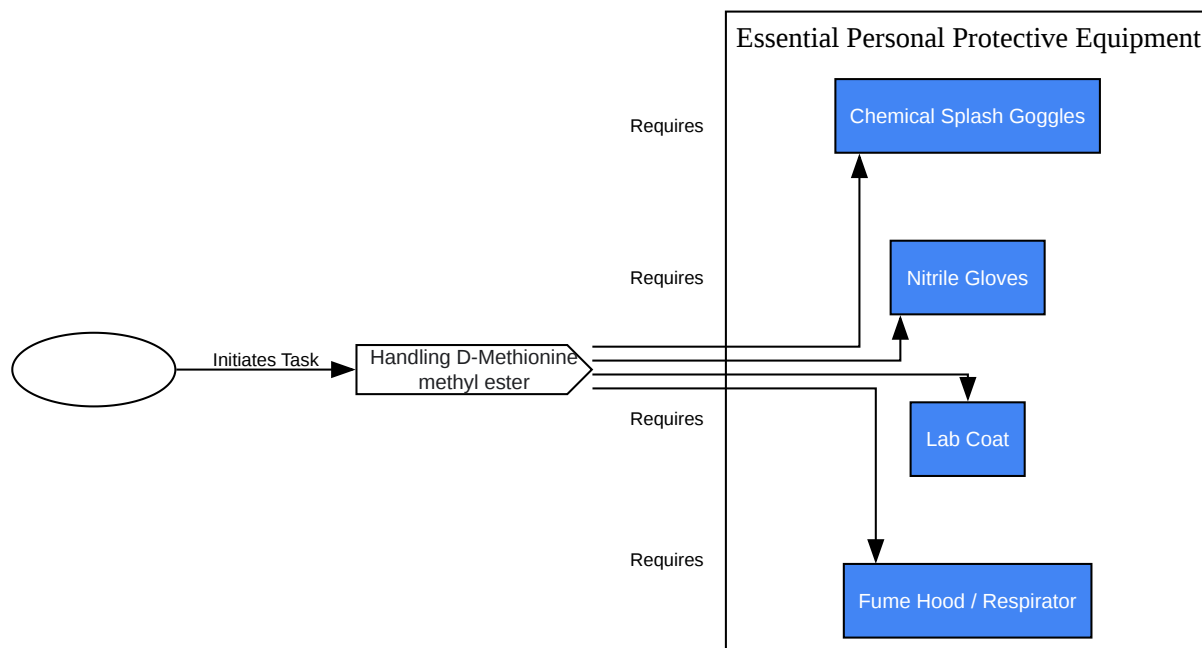 Essential Personal Protective Equipment
Requires
Chemical Splash Goggles
Requires
Nitrile Gloves
Initiates Task
Handling D-Methionine
methyl ester
Requires
Lab Coat
Requires
Fume Hood / Respirator